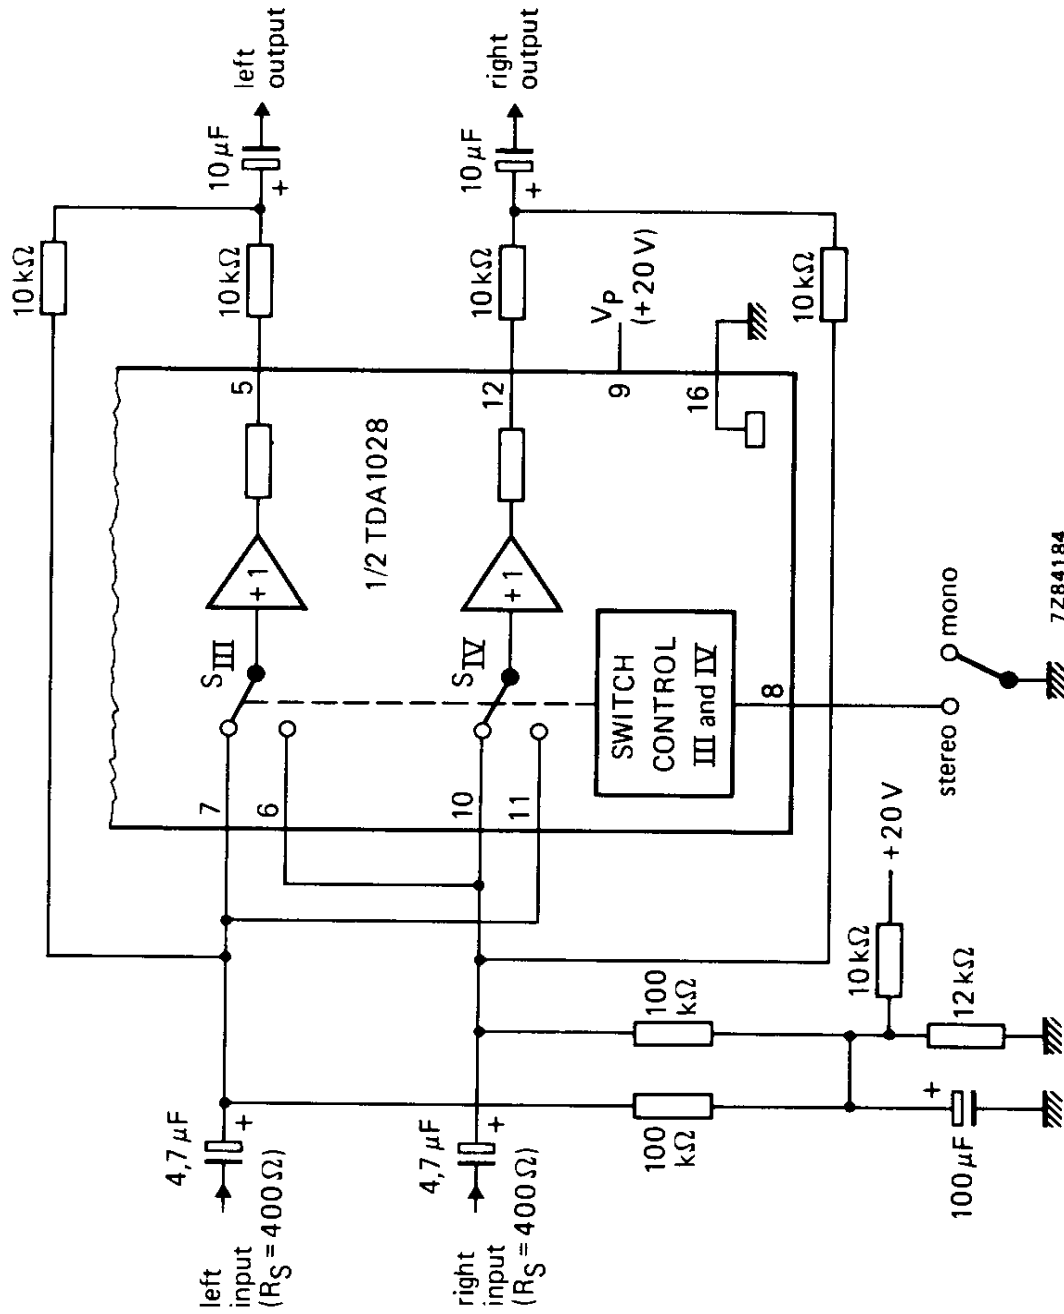 left
output
right
output
10 μF
+
10 μF
+
10 kΩ
10 kΩ
10 kΩ
10 kΩ
VP
(+20 V)
5
12
9
16
1/2 TDA1028
+1
+1
SIII
SIV
SWITCH
CONTROL
III and IV
8
7
6
10
11
stereo
mono
7Z84184
+20 V
10 kΩ
12 kΩ
100
kΩ
100
kΩ
100 μF
+
4,7 μF
+
4,7 μF
+
left
input
(RS = 400 Ω)
right
input
(RS = 400 Ω)